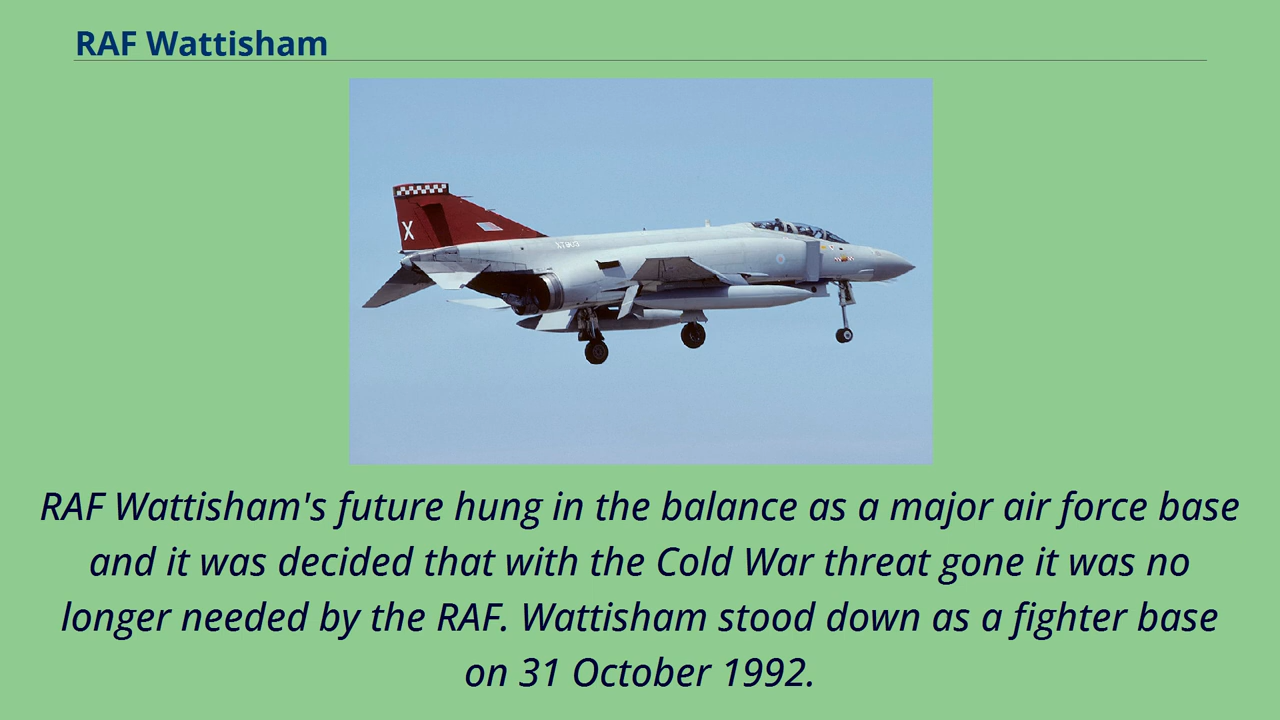 RAF Wattisham
X
RAF Wattisham's future hung in the balance as a major air force base
and it was decided that with the Cold War threat gone it was no
longer needed by the RAF. Wattisham stood down as a fighter base
on 31 October 1992.